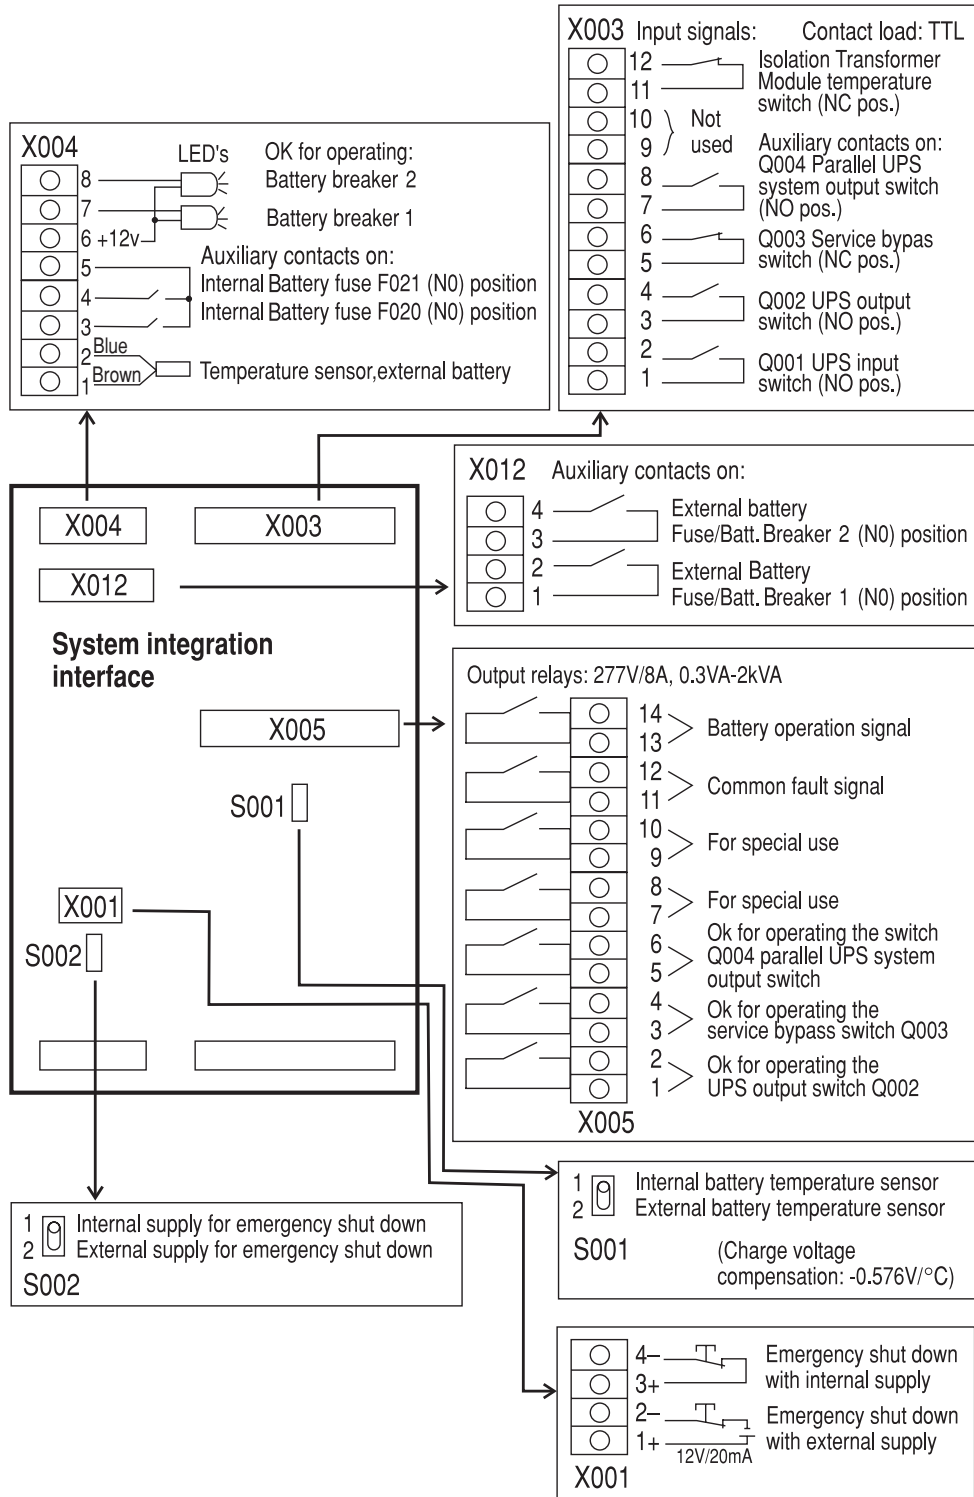 X003 Input signals: Contact load: TTL
12 Isolation Transformer
11 Module temperature
switch (NC pos.)
10 Not
9 used
Auxiliary contacts on:
8 Q004 Parallel UPS
system output switch
7 (NO pos.)
6 Q003 Service bypas
5 switch (NC pos.)
4 Q002 UPS output
3 switch (NO pos.)
2 Q001 UPS input
1 switch (NO pos.)
X004
LED's OK for operating:
8 Battery breaker 2
7 Battery breaker 1
6 +12v
Auxiliary contacts on:
5 Internal Battery fuse F021 (N0) position
4 Internal Battery fuse F020 (N0) position
3
2 Blue
1 Brown Temperature sensor,external battery
X004 X003
X012
System integration
interface
X005
S001
X001
S002
X012 Auxiliary contacts on:
4 External battery
3 Fuse/Batt. Breaker 2 (N0) position
2 External Battery
1 Fuse/Batt. Breaker 1 (N0) position
Output relays: 277V/8A, 0.3VA-2kVA
14
13 Battery operation signal
12
11 Common fault signal
10
9 For special use
8
7 For special use
Ok for operating the switch
6 Q004 parallel UPS system
5 output switch
4 Ok for operating the
3 service bypass switch Q003
2 Ok for operating the
1 UPS output switch Q002
X005
1 Internal supply for emergency shut down
2 External supply for emergency shut down
S002
1 Internal battery temperature sensor
2 External battery temperature sensor
S001 (Charge voltage
compensation: -0.576V/°C)
4– Emergency shut down
3+ with internal supply
2– Emergency shut down
1+ with external supply
12V/20mA
X001